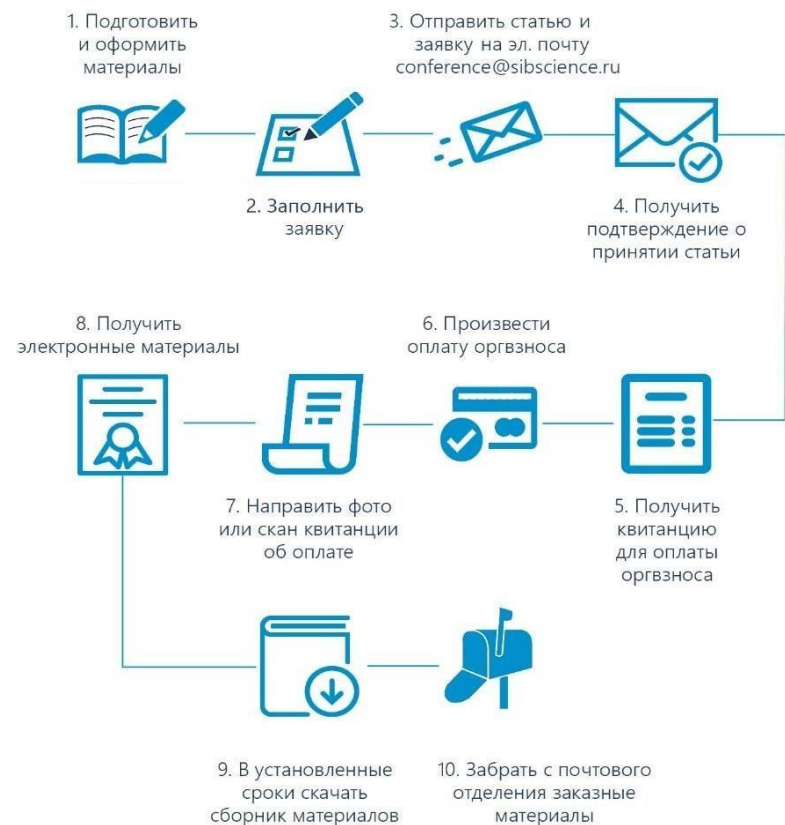 1. Подготовить
и оформить
материалы
2. Заполнить
заявку
3. Отправить статью и
заявку на эл. почту
conference@sibscience.ru
4. Получить
подтверждение о
принятии статьи
5. Получить
квитанцию
для оплаты
оргвзноса
6. Произвести
оплату оргвзноса
7. Направить фото
или скан квитанции
об оплате
8. Получить
электронные материалы
9. В установленные
сроки скачать
сборник материалов
10. Забрать с почтового
отделения заказные
материалы